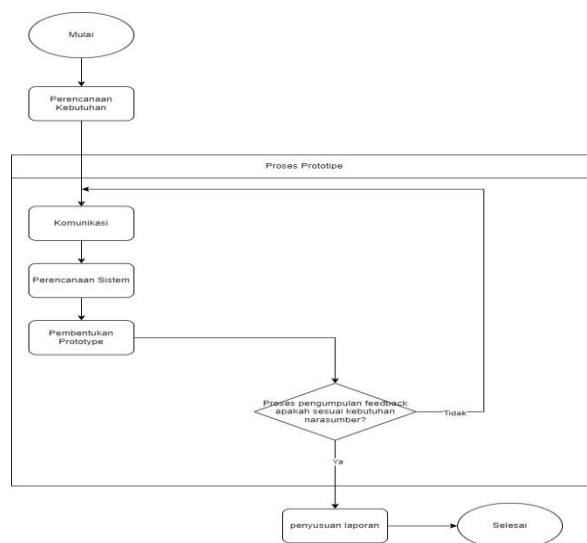 Mulai
Perencanaan
Kebutuhan
Proses Prototipe
Komunikasi
Perencanaan Sistem
Pembentukan
Prototype
Proses pengumpulan feedback
apakah sesuai kebutuhan
narasumber?
Tidak
Ya
penyusuan laporan
Selesai